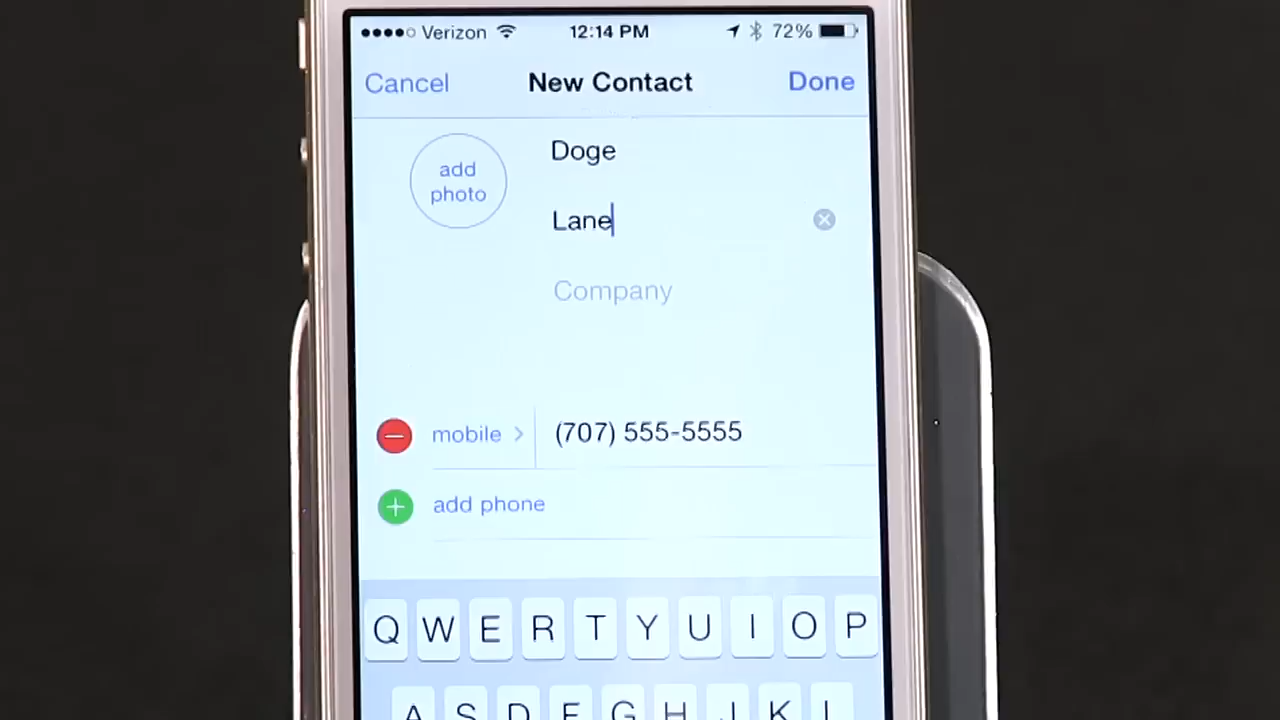 Verizon 12:14 PM 72%
Cancel New Contact Done
add photo
Doge
Lane
Company
mobile (707) 555-5555
add phone
Q W E R T Y U I O P
A S D F G H J K L